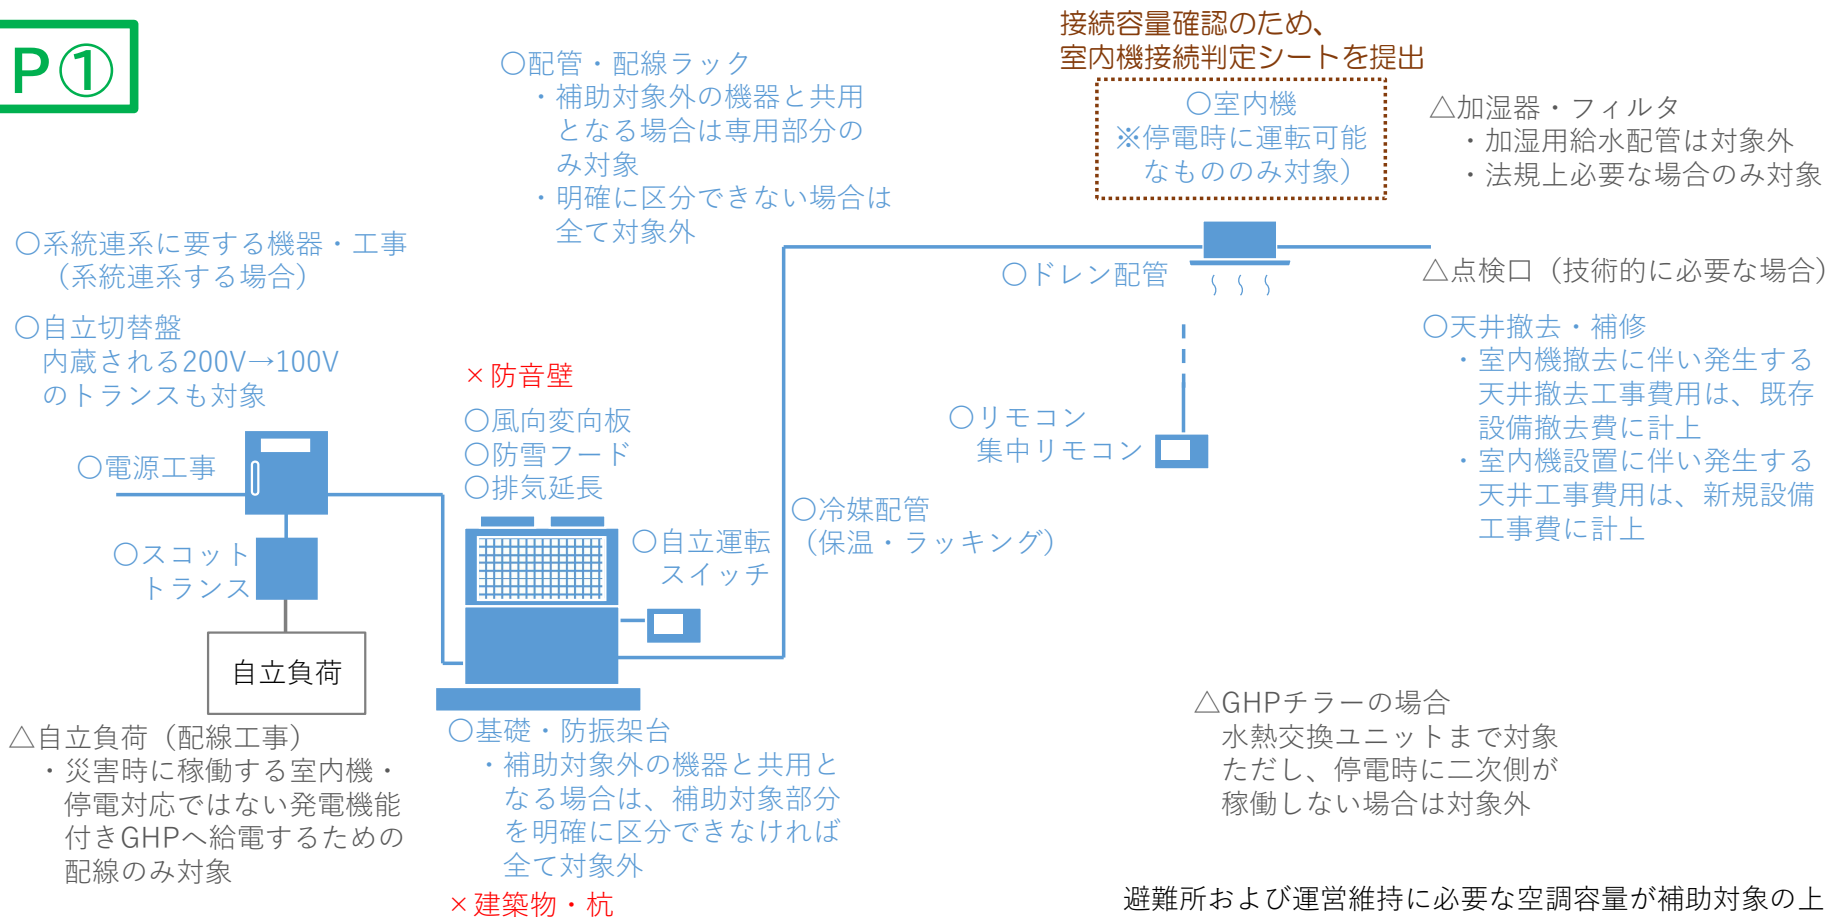 P①
接続容量確認のため、
室内機接続判定シートを提出
〇配管・配線ラック
・補助対象外の機器と共用
となる場合は専用部分の
み対象
・明確に区分できない場合は
全て対象外
〇室内機
※停電時に運転可能
なもののみ対象）
△加湿器・フィルタ
・加湿用給水配管は対象外
・法規上必要な場合のみ対象
〇系統連系に要する機器・工事
（系統連系する場合）
〇ドレン配管
△点検口（技術的に必要な場合）
〇自立切替盤
内蔵される200V→100V
のトランスも対象
〇天井撤去・補修
・室内機撤去に伴い発生する
天井撤去工事費用は、既存
設備撤去費に計上
・室内機設置に伴い発生する
天井工事費用は、新規設備
工事費に計上
×防音壁
〇風向変向板
〇防雪フード
〇排気延長
〇リモコン
集中リモコン
〇電源工事
〇冷媒配管
（保温・ラッキング）
〇自立運転
スイッチ
〇スコット
トランス
自立負荷
△自立負荷（配線工事）
・災害時に稼働する室内機・
停電対応ではない発電機能
付きGHPへ給電するための
配線のみ対象
〇基礎・防振架台
・補助対象外の機器と共用と
なる場合は、補助対象部分
を明確に区分できなければ
全て対象外
×建築物・杭
△GHPチラーの場合
水熱交換ユニットまで対象
ただし、停電時に二次側が
稼働しない場合は対象外
避難所および運営維持に必要な空調容量が補助対象の上